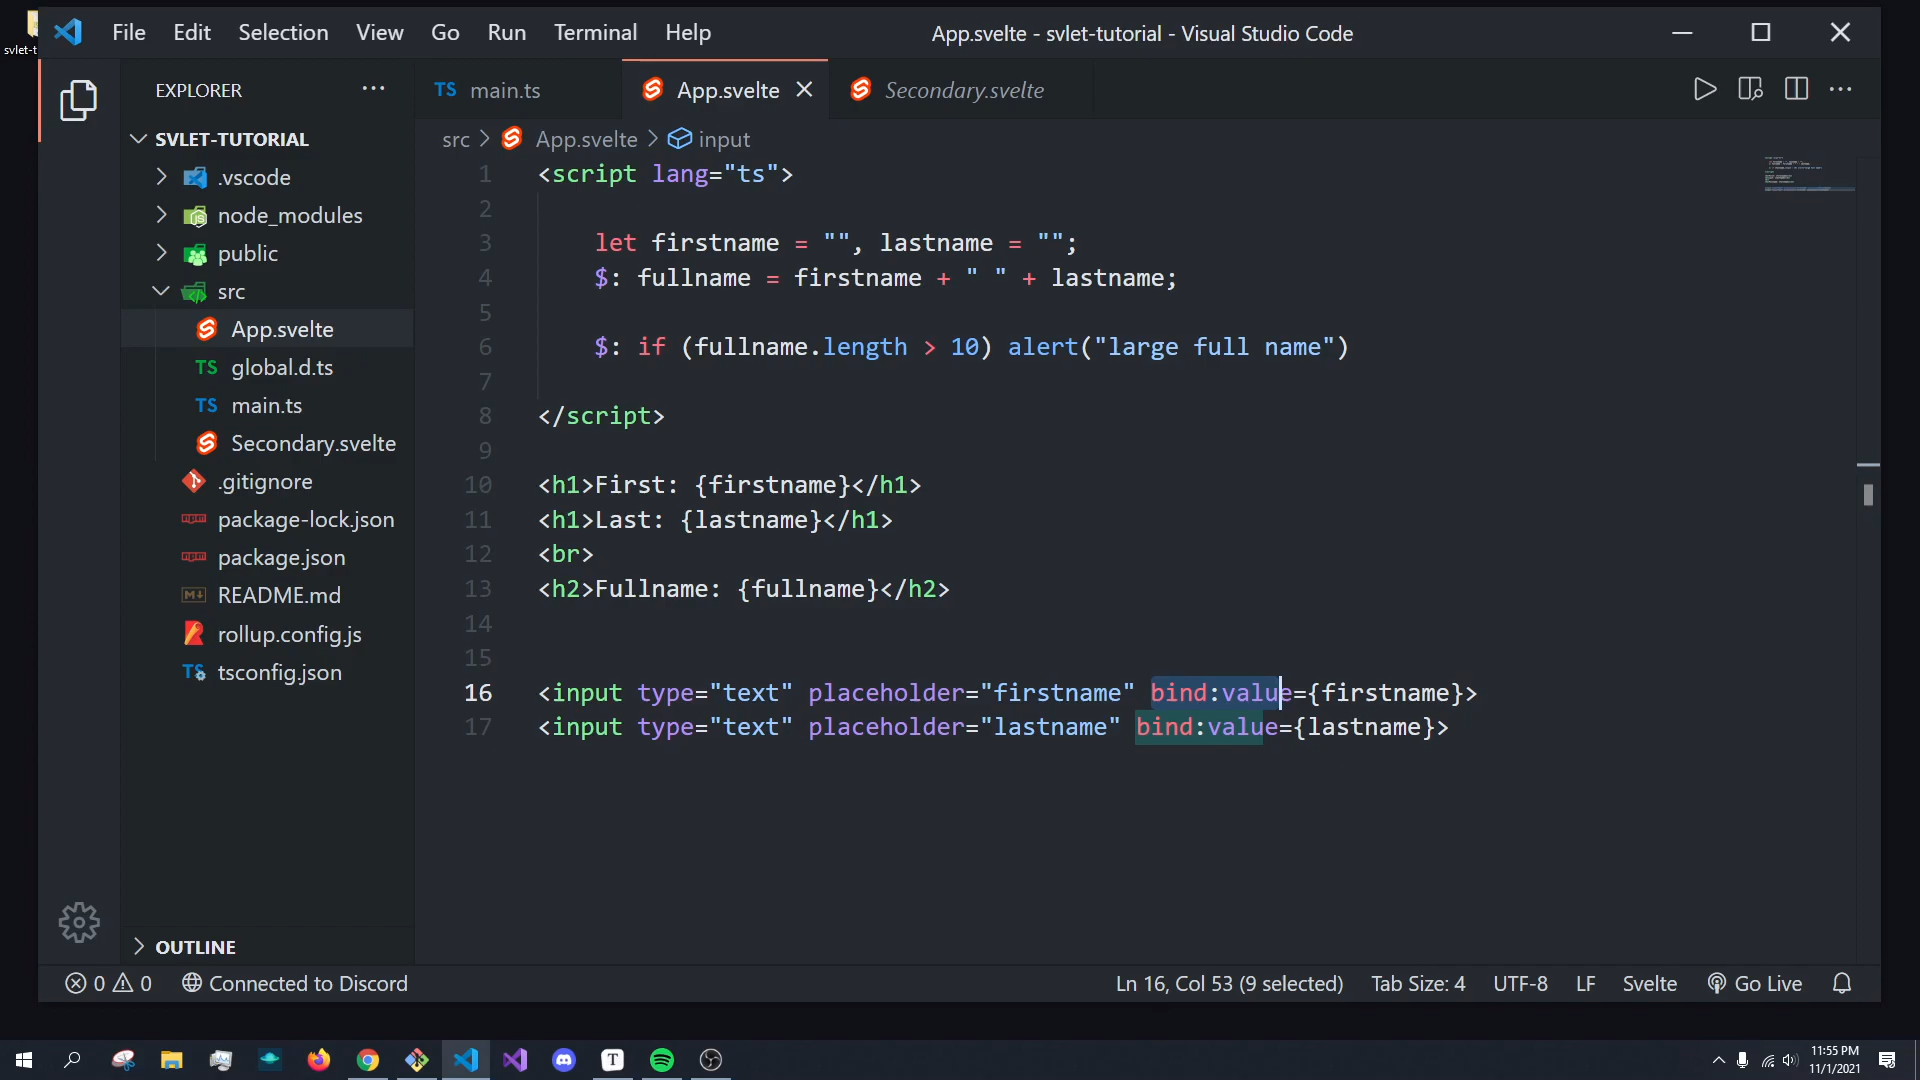 svlet-t
File Edit Selection View Go Run Terminal Help
App.svelte - svlet-tutorial - Visual Studio Code
EXPLORER
SVLET-TUTORIAL
.vscode
node_modules
public
src
App.svelte
TS global.d.ts
TS main.ts
Secondary.svelte
.gitignore
package-lock.json
package.json
README.md
rollup.config.js
TS tsconfig.json
OUTLINE
TS main.ts App.svelte Secondary.svelte
src > App.svelte > input
1 <script lang="ts">
2
3 let firstname = "", lastname = "";
4 $: fullname = firstname + " " + lastname;
5
6 $: if (fullname.length > 10) alert("large full name")
7
8 </script>
9
10 <h1>First: {firstname}</h1>
11 <h1>Last: {lastname}</h1>
12 <br>
13 <h2>Fullname: {fullname}</h2>
14
15
16 <input type="text" placeholder="firstname" bind:value={firstname}>
17 <input type="text" placeholder="lastname" bind:value={lastname}>
0 0 Connected to Discord
Ln 16, Col 53 (9 selected) Tab Size: 4 UTF-8 LF Svelte Go Live
11:55 PM
11/1/2021